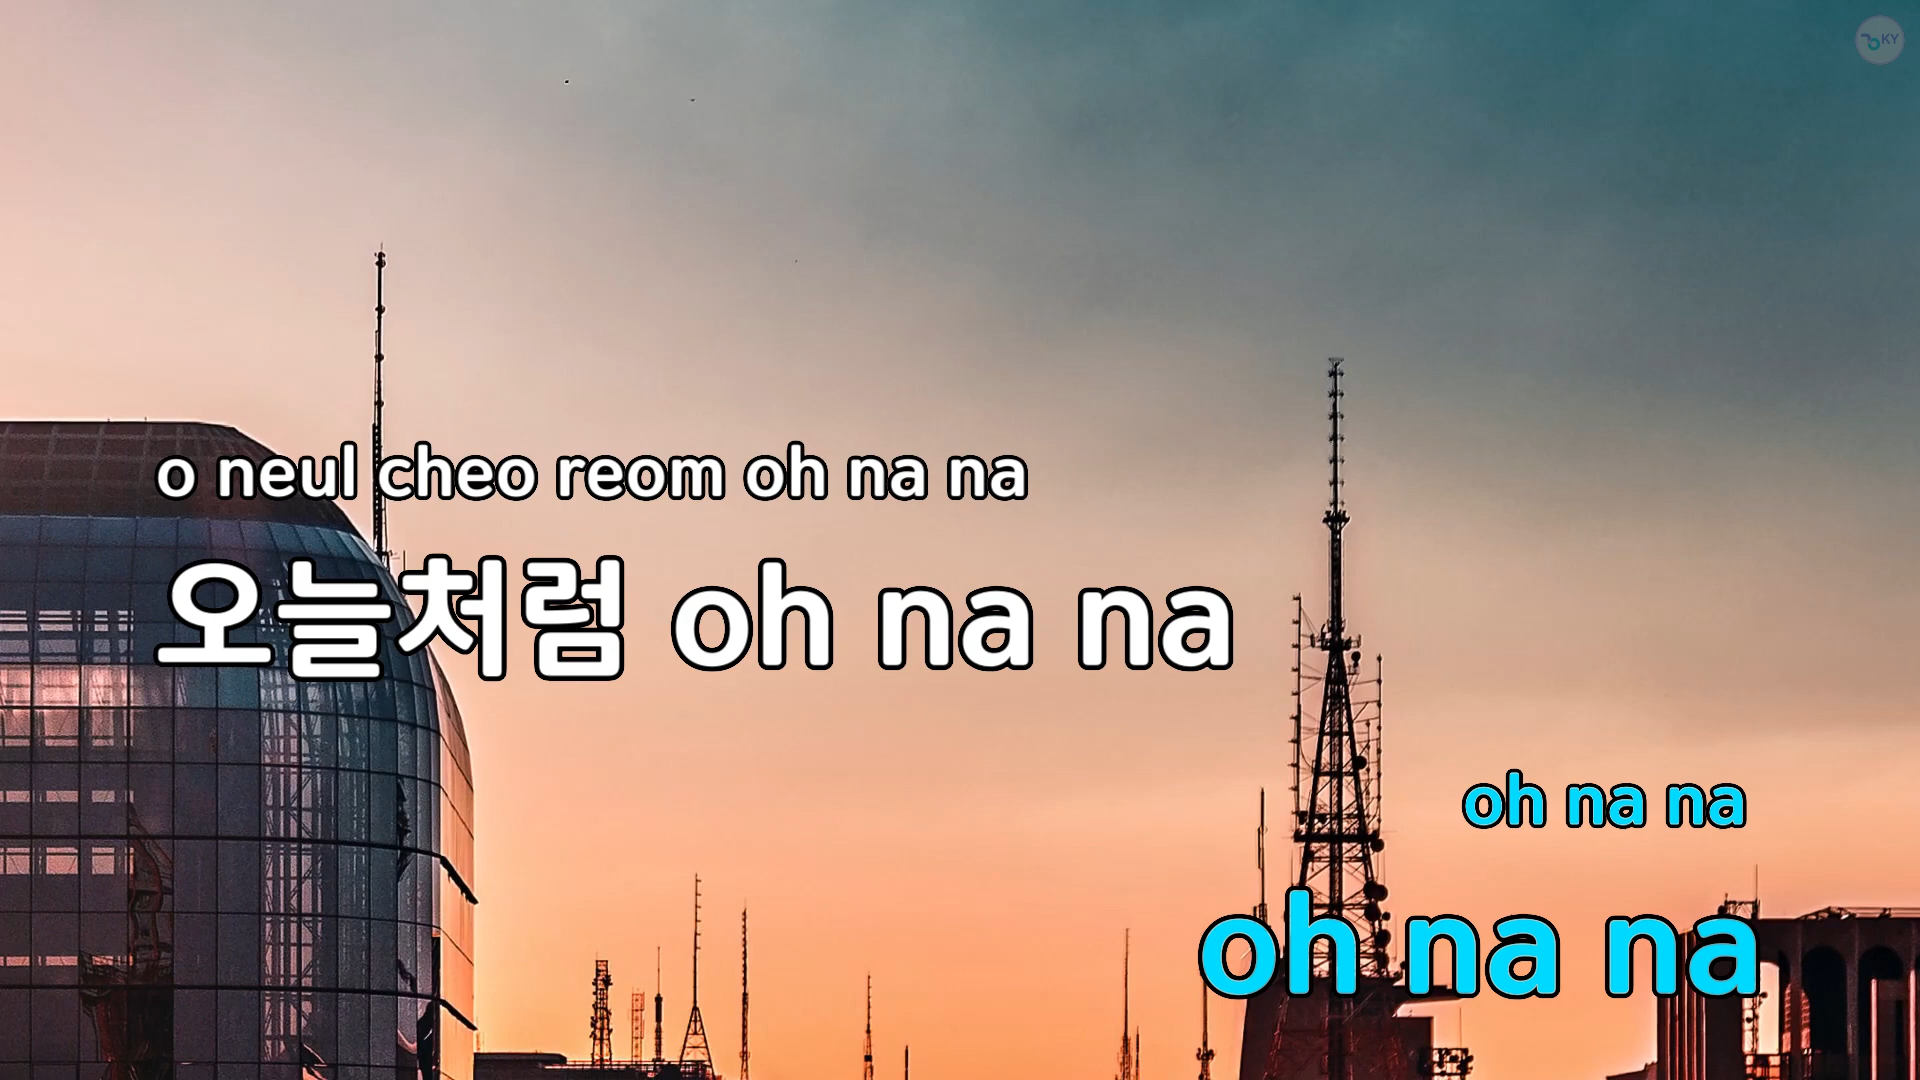 KY
o neul cheo reom oh na na
오늘처럼 oh na na
oh na na
oh na na